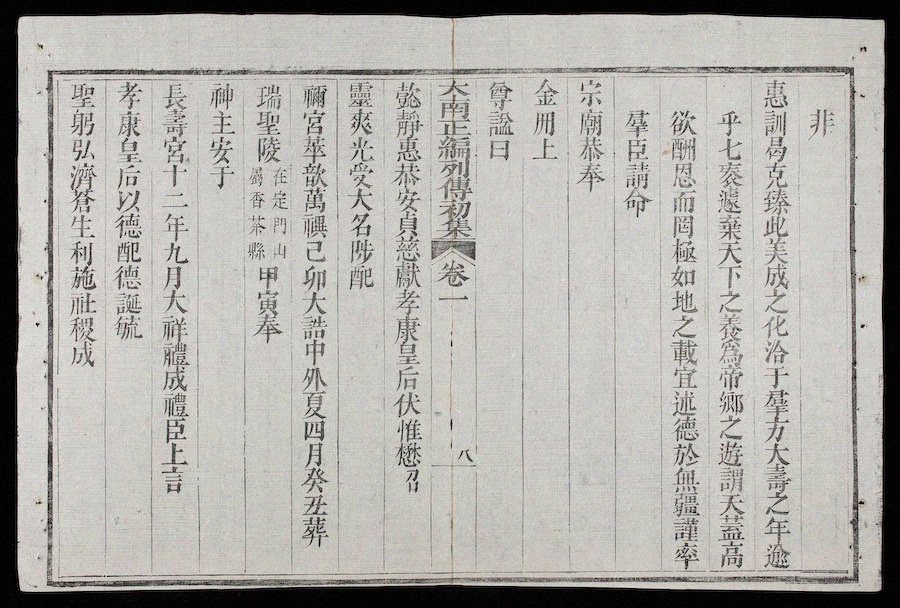 非
惠訓曷克臻此美成之化洽于羣方大壽之年逾
乎七袠遽棄天下之養爲帝鄉之遊謂天蓋高
欲酬恩而罔極如地之載宜述德於無疆謹率
羣臣請命
宗廟恭奉
金册上
尊諡曰
大南正編列傳初集 卷一 八
懿靜惠恭安貞慈獻孝康皇后伏惟懋昭
靈爽光受大名陟配
禰宮萃歆萬禩己卯大誥中外夏四月癸丑葬
瑞聖陵在定門山屬香茶縣甲寅奉
神主安于
長壽宮十二年九月大祥禮成禮臣上言
孝康皇后以德配德誕毓
聖躬弘濟蒼生利施社稷成